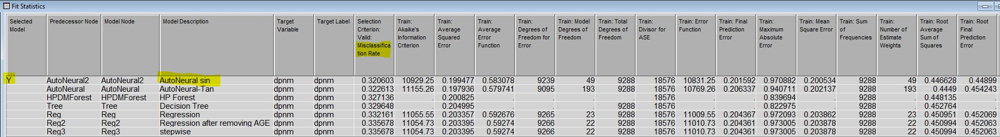 Fit Statistics
Selected
Model
Predecessor Node
Model Node
Model Description
Target
Variable
Target Label
Selection
Criterion:
Valid:
Misclassifica
tion Rate
Train:
Akaike's
Information
Criterion
Train:
Average
Squared
Error
Train:
Average
Error
Function
Train:
Degrees of
Freedom for
Error
Train: Model
Degrees of
Freedom
Train: Total
Degrees of
Freedom
Train:
Divisor for
ASE
Train: Error
Function
Train: Final
Prediction
Error
Train:
Maximum
Absolute
Error
Train: Mean
Square Error
Train: Sum
of
Frequencies
Train:
Number of
Estimate
Weights
Train: Root
Average
Sum of
Squares
Train: Root
Final
Prediction
Error
Y AutoNeural2 AutoNeural2 AutoNeural sin dpnm dpnm 0.320603 10929.25 0.199477 0.583078 9239 49 9288 18576 10831.25 0.201592 0.970882 0.200534 9288 49 0.446628 0.44899
AutoNeural AutoNeural AutoNeural-Tan dpnm dpnm 0.322613 11155.26 0.197936 0.579741 9095 193 9288 18576 10769.26 0.206337 0.940711 0.202137 9288 193 0.4449 0.454243
HPDMForest HPDMForest HP Forest dpnm dpnm 0.327136 . 0.200825 . . . . 18576 . . 0.839694 . 9288 . 0.448135 .
Tree Tree Decision Tree dpnm dpnm 0.329648 . 0.204995 . . . 9288 18576 . . 0.822975 . 9288 . 0.452764 .
Reg Reg Regression dpnm dpnm 0.332161 11055.55 0.203357 0.592676 9265 23 9288 18576 11009.55 0.204367 0.972093 0.203862 9288 23 0.450951 0.452069
Reg2 Reg2 Regression after removing AGE dpnm dpnm 0.335678 11054.73 0.203395 0.59274 9266 22 9288 18576 11010.73 0.204361 0.973005 0.203878 9288 22 0.450994 0.452063
Reg3 Reg3 stepwise dpnm dpnm 0.335678 11054.73 0.203395 0.59274 9266 22 9288 18576 11010.73 0.204361 0.973005 0.203878 9288 22 0.450994 0.452063